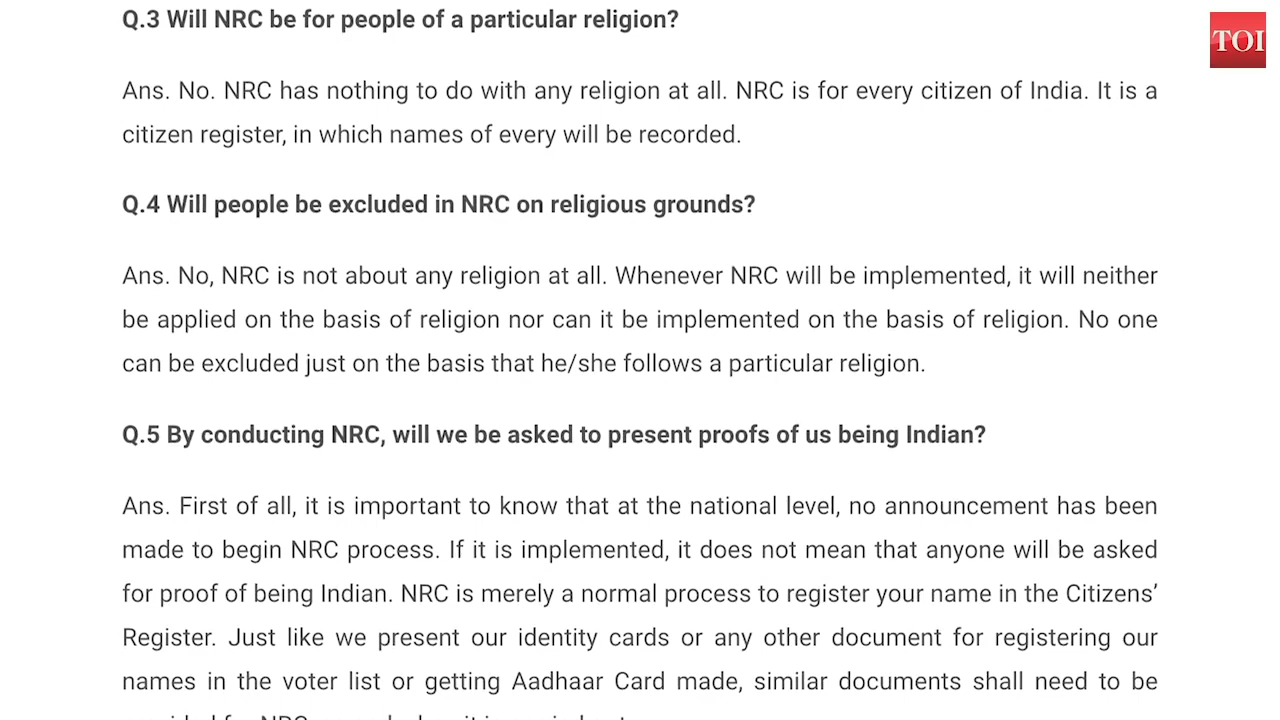 Q.3 Will NRC be for people of a particular religion?
TOI
Ans. No. NRC has nothing to do with any religion at all. NRC is for every citizen of India. It is a
citizen register, in which names of every will be recorded.
Q.4 Will people be excluded in NRC on religious grounds?
Ans. No, NRC is not about any religion at all. Whenever NRC will be implemented, it will neither
be applied on the basis of religion nor can it be implemented on the basis of religion. No one
can be excluded just on the basis that he/she follows a particular religion.
Q.5 By conducting NRC, will we be asked to present proofs of us being Indian?
Ans. First of all, it is important to know that at the national level, no announcement has been
made to begin NRC process. If it is implemented, it does not mean that anyone will be asked
for proof of being Indian. NRC is merely a normal process to register your name in the Citizens’
Register. Just like we present our identity cards or any other document for registering our
names in the voter list or getting Aadhaar Card made, similar documents shall need to be